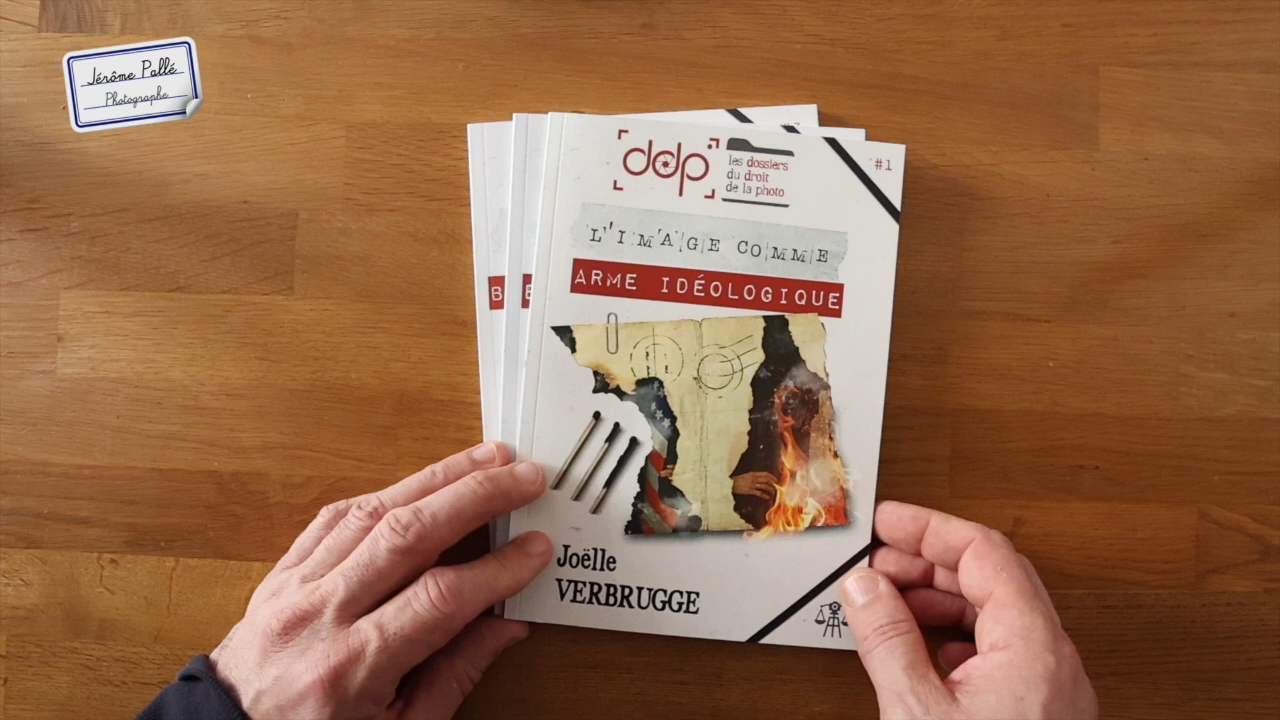 Jérôme Pallé
Photographe
ddp
les dossiers
du droit
de la photo
#1
L'IMAGE COMME
ARME IDÉOLOGIQUE
Joëlle
VERBRUGGE
B